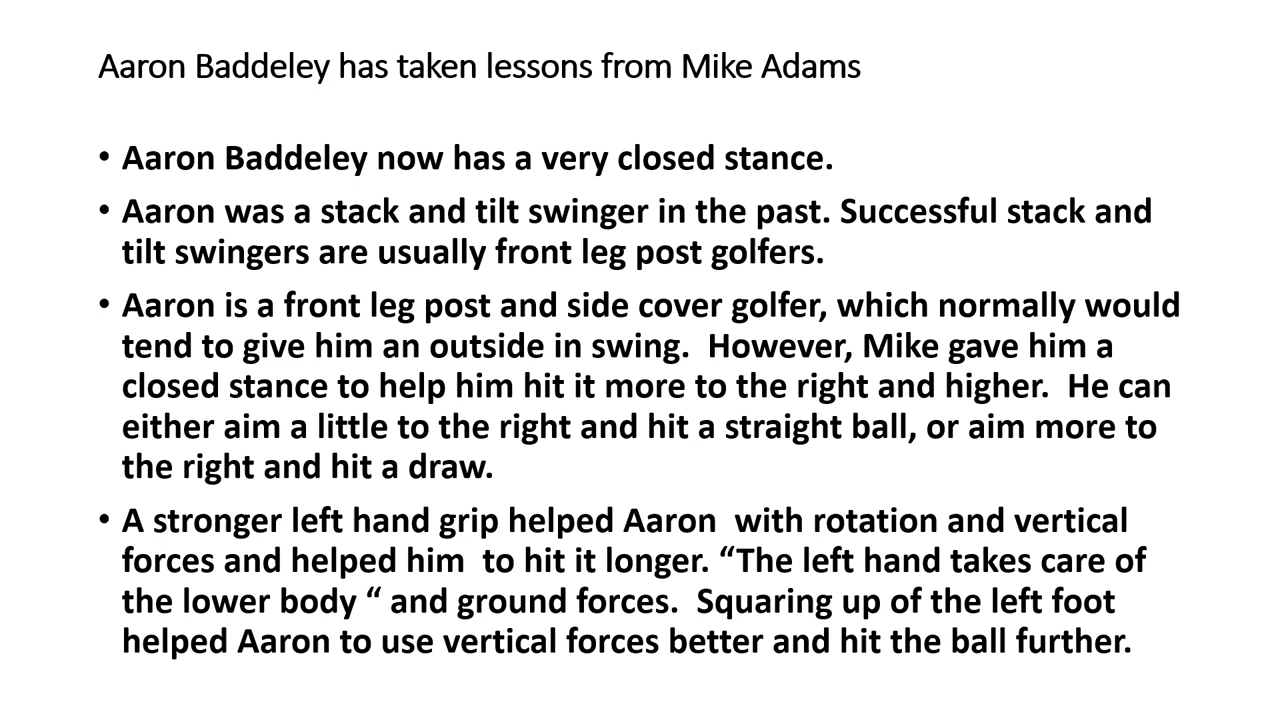 Aaron Baddeley has taken lessons from Mike Adams
• Aaron Baddeley now has a very closed stance.
• Aaron was a stack and tilt swinger in the past. Successful stack and
tilt swingers are usually front leg post golfers.
• Aaron is a front leg post and side cover golfer, which normally would
tend to give him an outside in swing.  However, Mike gave him a
closed stance to help him hit it more to the right and higher.  He can
either aim a little to the right and hit a straight ball, or aim more to
the right and hit a draw.
• A stronger left hand grip helped Aaron  with rotation and vertical
forces and helped him  to hit it longer. “The left hand takes care of
the lower body “ and ground forces.  Squaring up of the left foot
helped Aaron to use vertical forces better and hit the ball further.